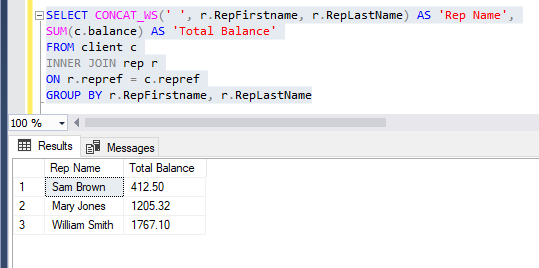 SELECT CONCAT_WS(' ', r.RepFirstname, r.RepLastName) AS 'Rep Name',
SUM(c.balance) AS 'Total Balance'
FROM client c
INNER JOIN rep r
ON r.repref = c.repref
GROUP BY r.RepFirstname, r.RepLastName
100 %
Results Messages
Rep Name Total Balance
1 Sam Brown 412.50
2 Mary Jones 1205.32
3 William Smith 1767.10